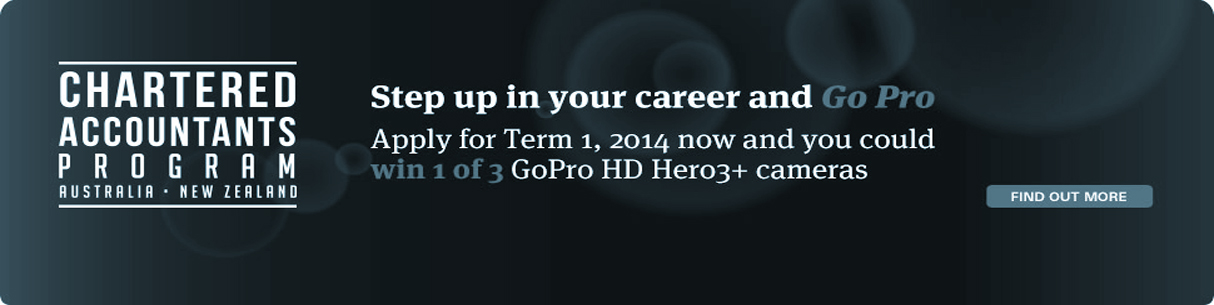 CHARTERED
ACCOUNTANTS
PROGRAM
AUSTRALIA · NEW ZEALAND
Step up in your career and Go Pro
Apply for Term 1, 2014 now and you could
win 1 of 3 GoPro HD Hero3+ cameras
FIND OUT MORE